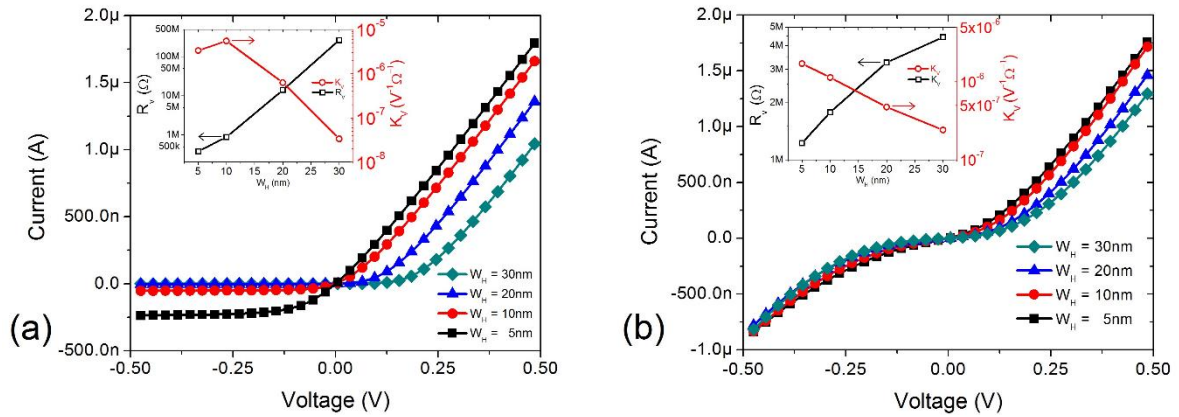 (a)
2.0µ
1.5µ
1.0µ
500.0n
0.0
-500.0n
Current (A)
-0.50 -0.25 0.00 0.25 0.50
Voltage (V)
W_H = 30nm
W_H = 20nm
W_H = 10nm
W_H = 5nm
500M
100M
50M
10M
5M
1M
500k
R_v (Ω)
10⁻⁵
10⁻⁶
10⁻⁷
10⁻⁸
K_V (V⁻¹Ω⁻¹)
K_v
R_v
5 10 15 20 25 30
W_H (nm)
(b)
2.0µ
1.5µ
1.0µ
500.0n
0.0
-500.0n
-1.0µ
Current (A)
-0.50 -0.25 0.00 0.25 0.50
Voltage (V)
W_H = 30nm
W_H = 20nm
W_H = 10nm
W_H = 5nm
5M
4M
3M
2M
1M
R_v (Ω)
5x10⁻⁶
10⁻⁶
5x10⁻⁷
10⁻⁷
K_V (V⁻¹Ω⁻¹)
K_v
K_v
5 10 15 20 25 30
W_H (nm)